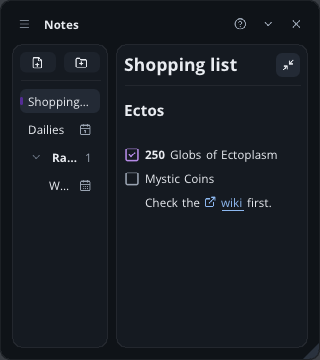 Notes
Shopping...
Dailies
Ra... 1
W...
Shopping list
Ectos
250 Globs of Ectoplasm
Mystic Coins
Check the wiki first.